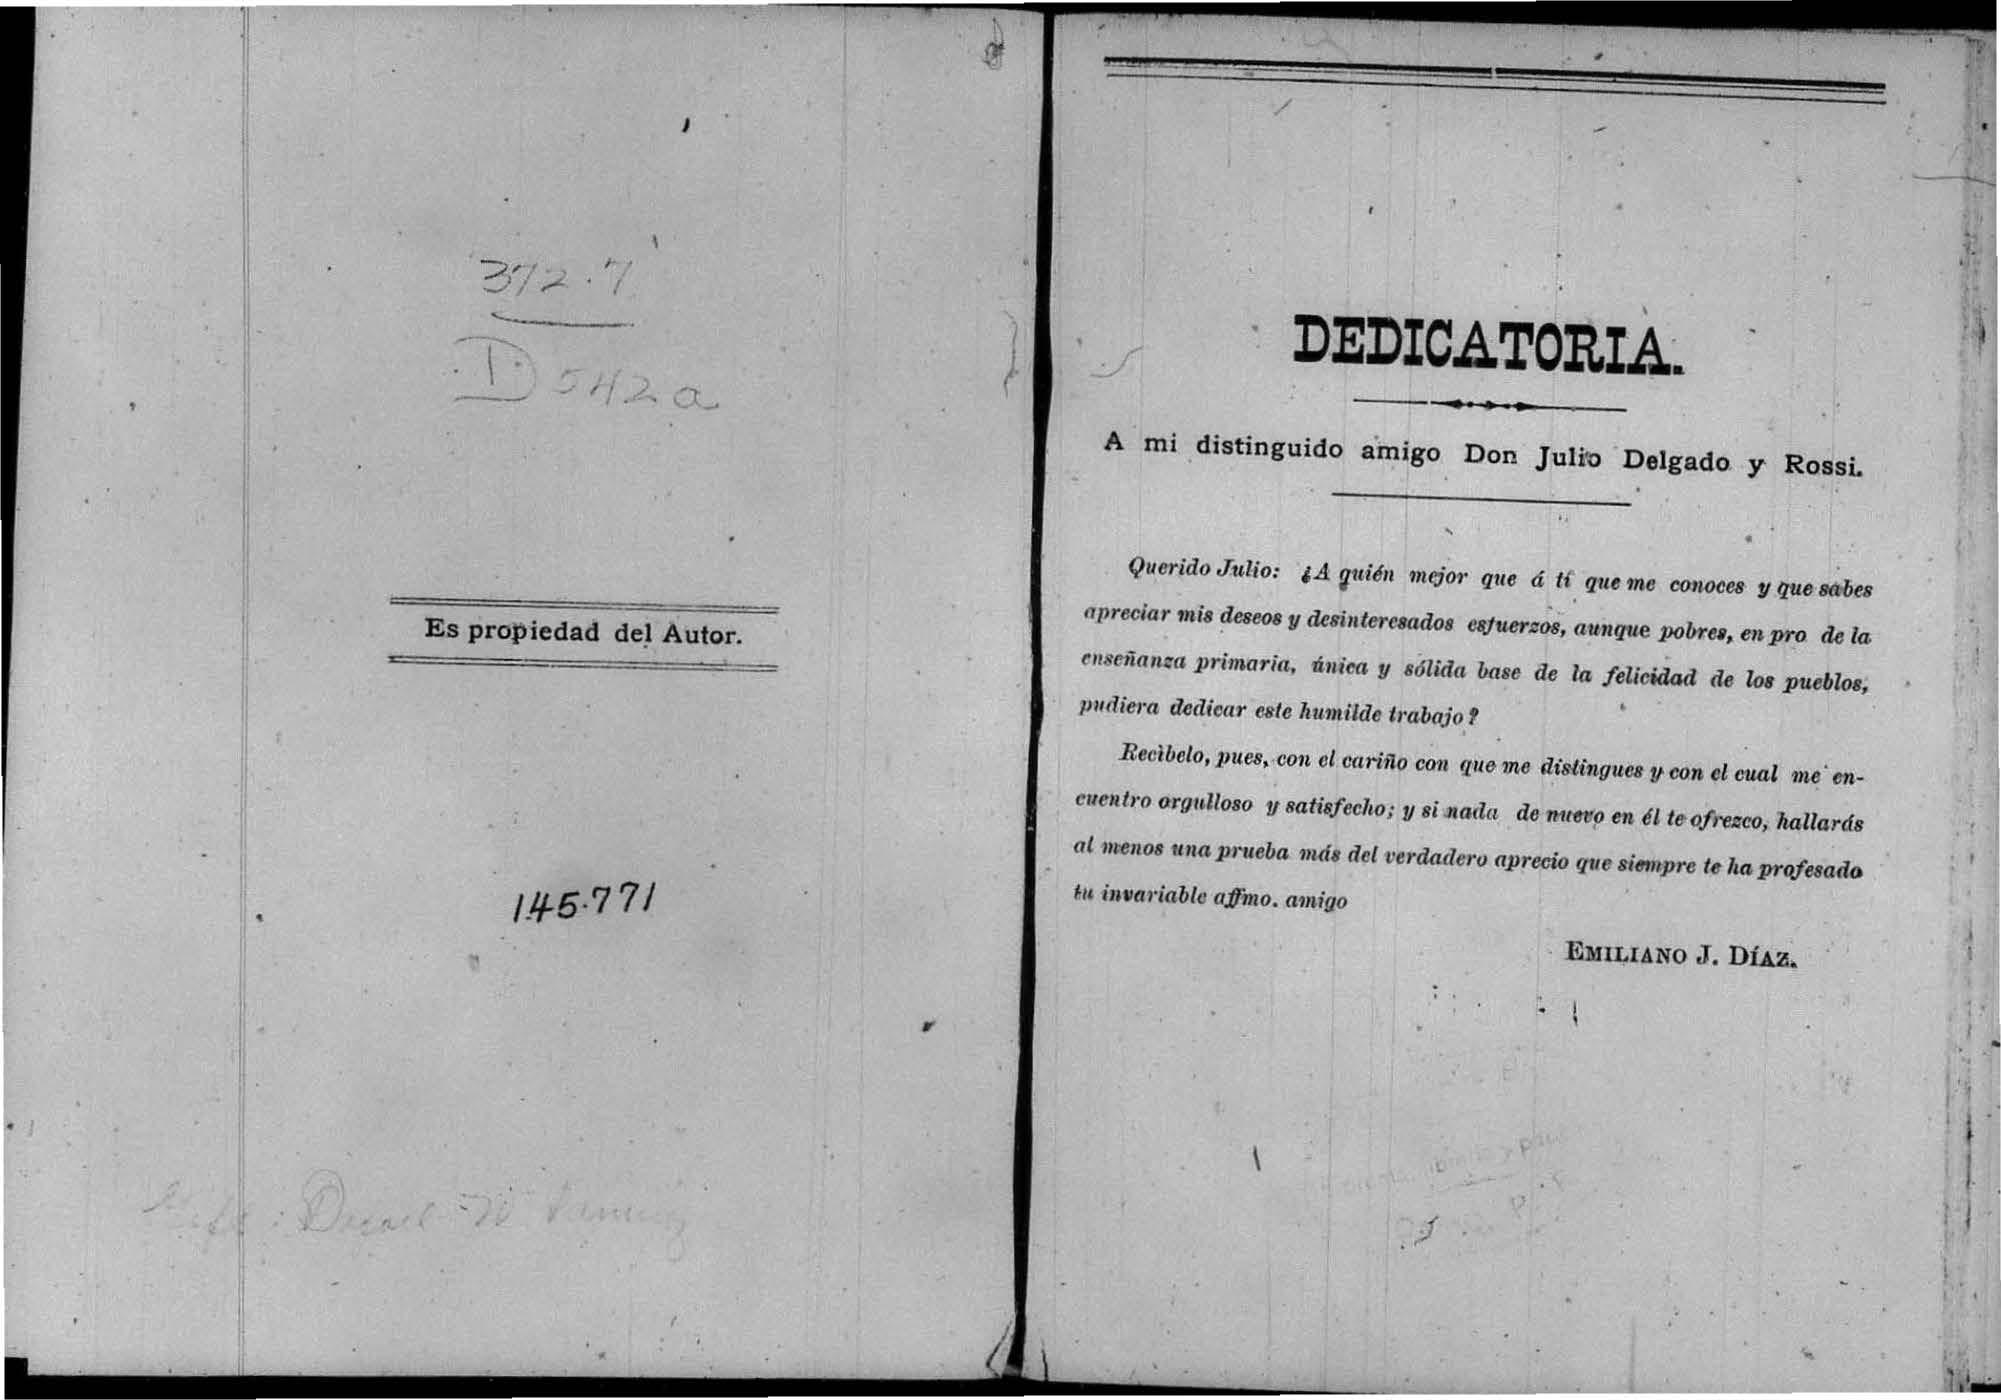 372.7
D542a
Es propiedad del Autor.
145.771
DEDICATORIA.
A mi distinguido amigo Don Julio Delgado y Rossi.
Querido Julio: ¿A quién mejor que á tí que me conoces y que sabes
apreciar mis deseos y desinteresados esfuerzos, aunque pobres, en pro de la
enseñanza primaria, única y sólida base de la felicidad de los pueblos,
pudiera dedicar este humilde trabajo?
Recìbelo, pues, con el cariño con que me distingues y con el cual me en-
cuentro orgulloso y satisfecho; y si nada de nuevo en él te ofrezco, hallarás
al menos una prueba más del verdadero aprecio que siempre te ha profesado
tu invariable affmo. amigo
EMILIANO J. DÍAZ.